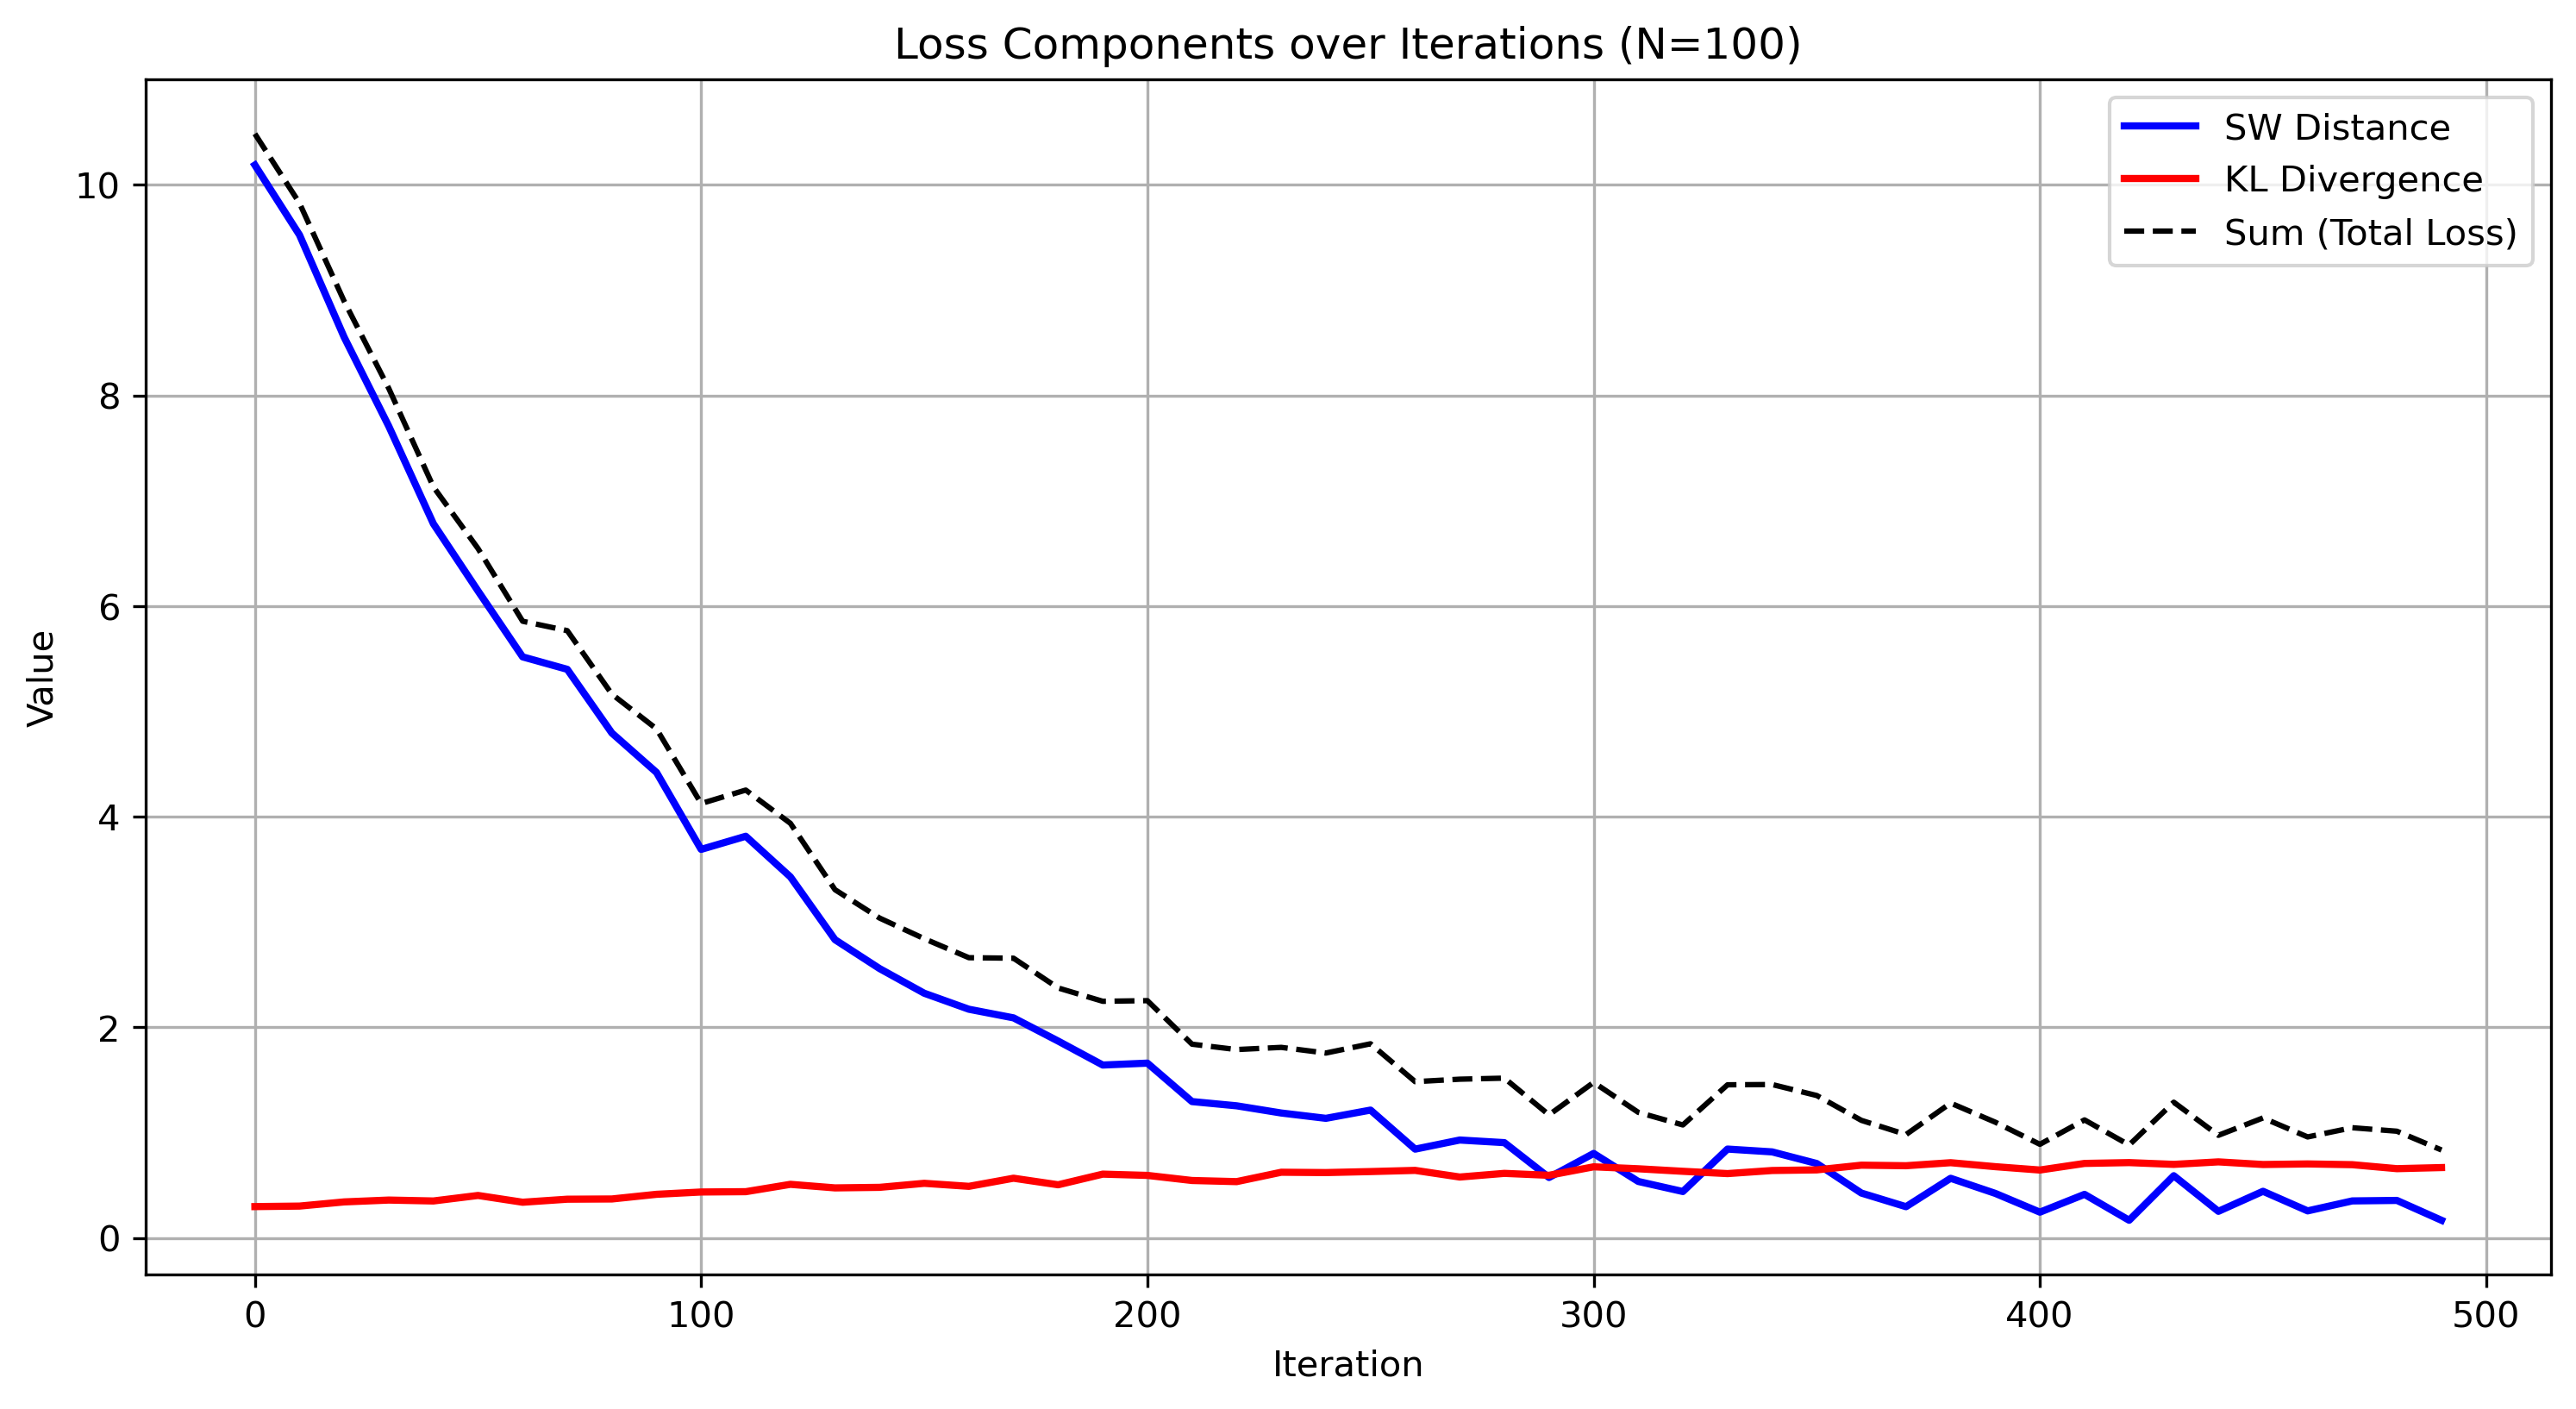 Loss Components over Iterations (N=100)
SW Distance
KL Divergence
Sum (Total Loss)
10
8
6
4
2
0
Value
0 100 200 300 400 500
Iteration